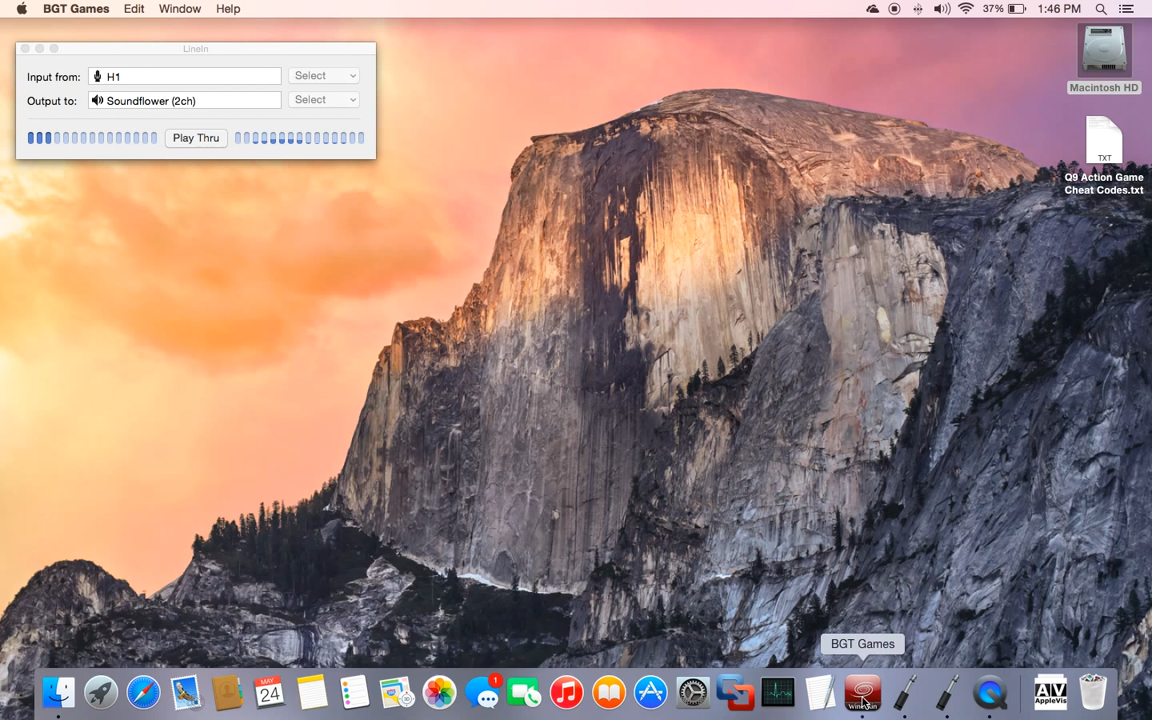 BGT Games Edit Window Help 37% 1:46 PM
LineIn
Input from: H1 Select
Output to: Soundflower (2ch) Select
Play Thru
Macintosh HD
TXT
Q9 Action Game
Cheat Codes.txt
BGT Games
MAY
24
1
AV
AppleVis